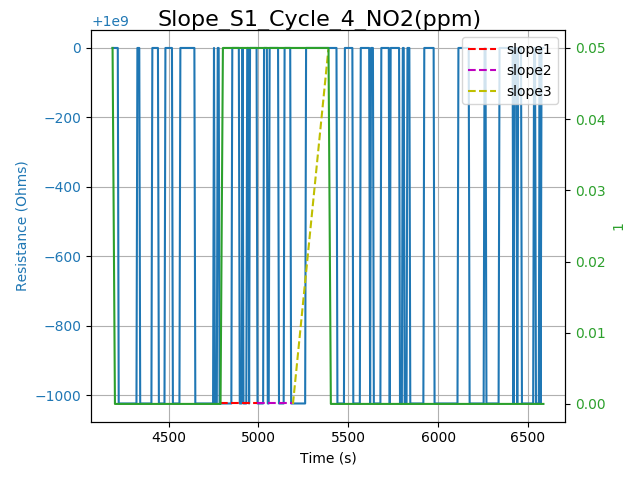 Slope_S1_Cycle_4_NO2(ppm)
+1e9
slope1
slope2
slope3
0
−200
−400
−600
−800
−1000
Resistance (Ohms)
0.05
0.04
0.03
0.02
0.01
0.00
1
4500 5000 5500 6000 6500
Time (s)